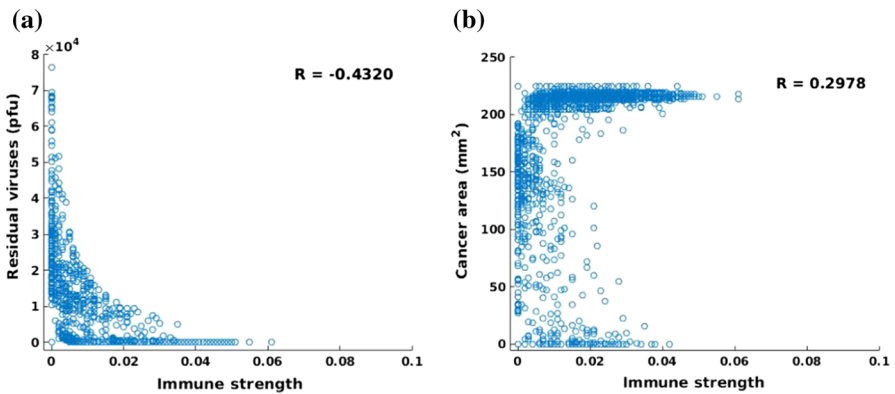 (a)
×10⁴
R = -0.4320
Residual viruses (pfu)
8
7
6
5
4
3
2
1
0
0 0.02 0.04 0.06 0.08 0.1
Immune strength
(b)
R = 0.2978
Cancer area (mm²)
250
200
150
100
50
0
0 0.02 0.04 0.06 0.08 0.1
Immune strength